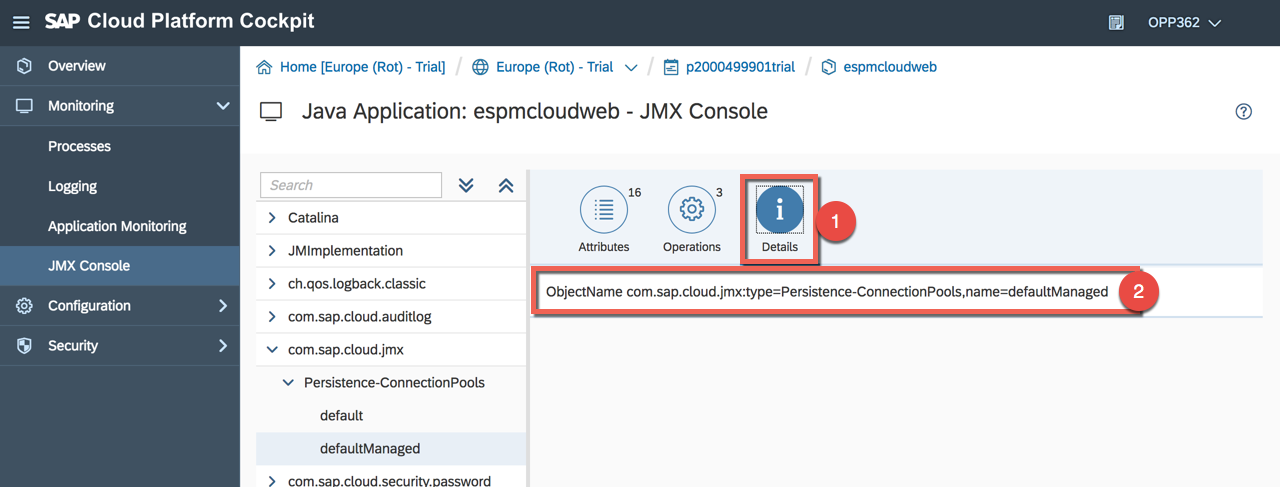 SAP Cloud Platform Cockpit
OPP362
Overview
Monitoring
Processes
Logging
Application Monitoring
JMX Console
Configuration
Security
Home [Europe (Rot) - Trial] / Europe (Rot) - Trial / p2000499901trial / espmcloudweb
Java Application: espmcloudweb - JMX Console
?
Search
Catalina
JMImplementation
ch.qos.logback.classic
com.sap.cloud.auditlog
com.sap.cloud.jmx
Persistence-ConnectionPools
default
defaultManaged
com.sap.cloud.security.password
16
Attributes
3
Operations
i
Details
1
ObjectName com.sap.cloud.jmx:type=Persistence-ConnectionPools,name=defaultManaged
2